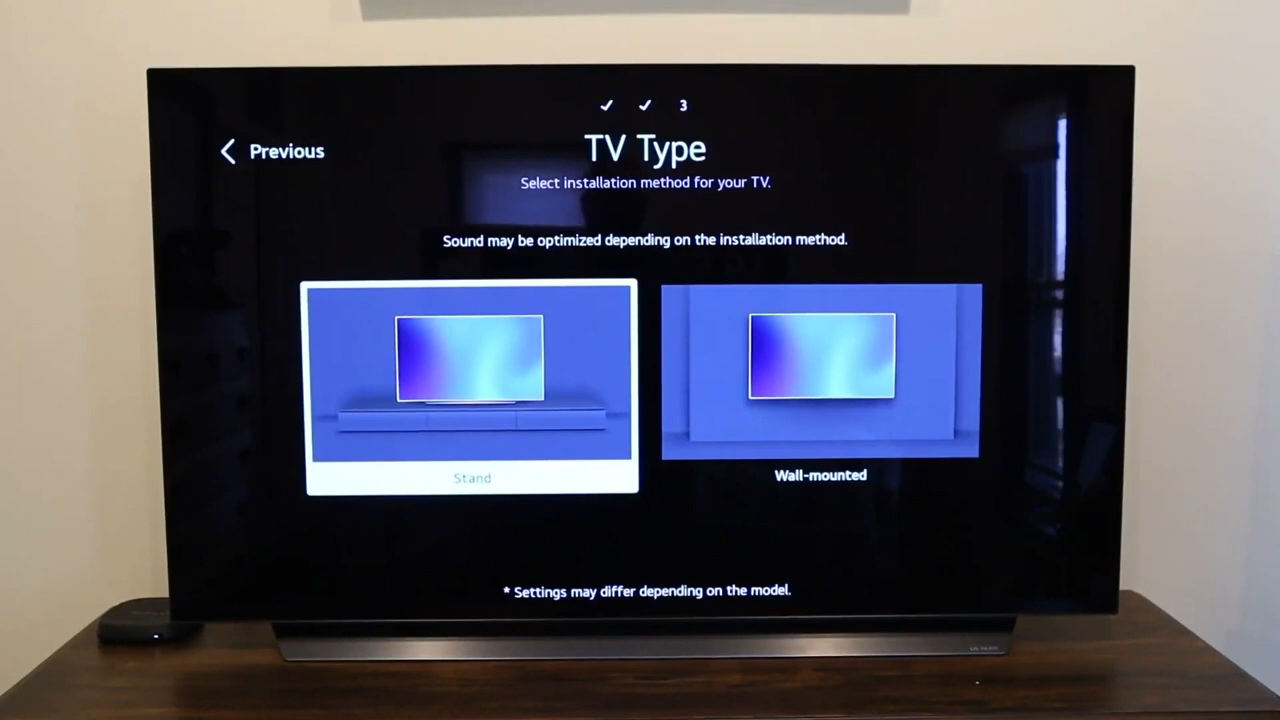 ✓ ✓ 3
Previous
TV Type
Select installation method for your TV.
Sound may be optimized depending on the installation method.
Stand
Wall-mounted
* Settings may differ depending on the model.